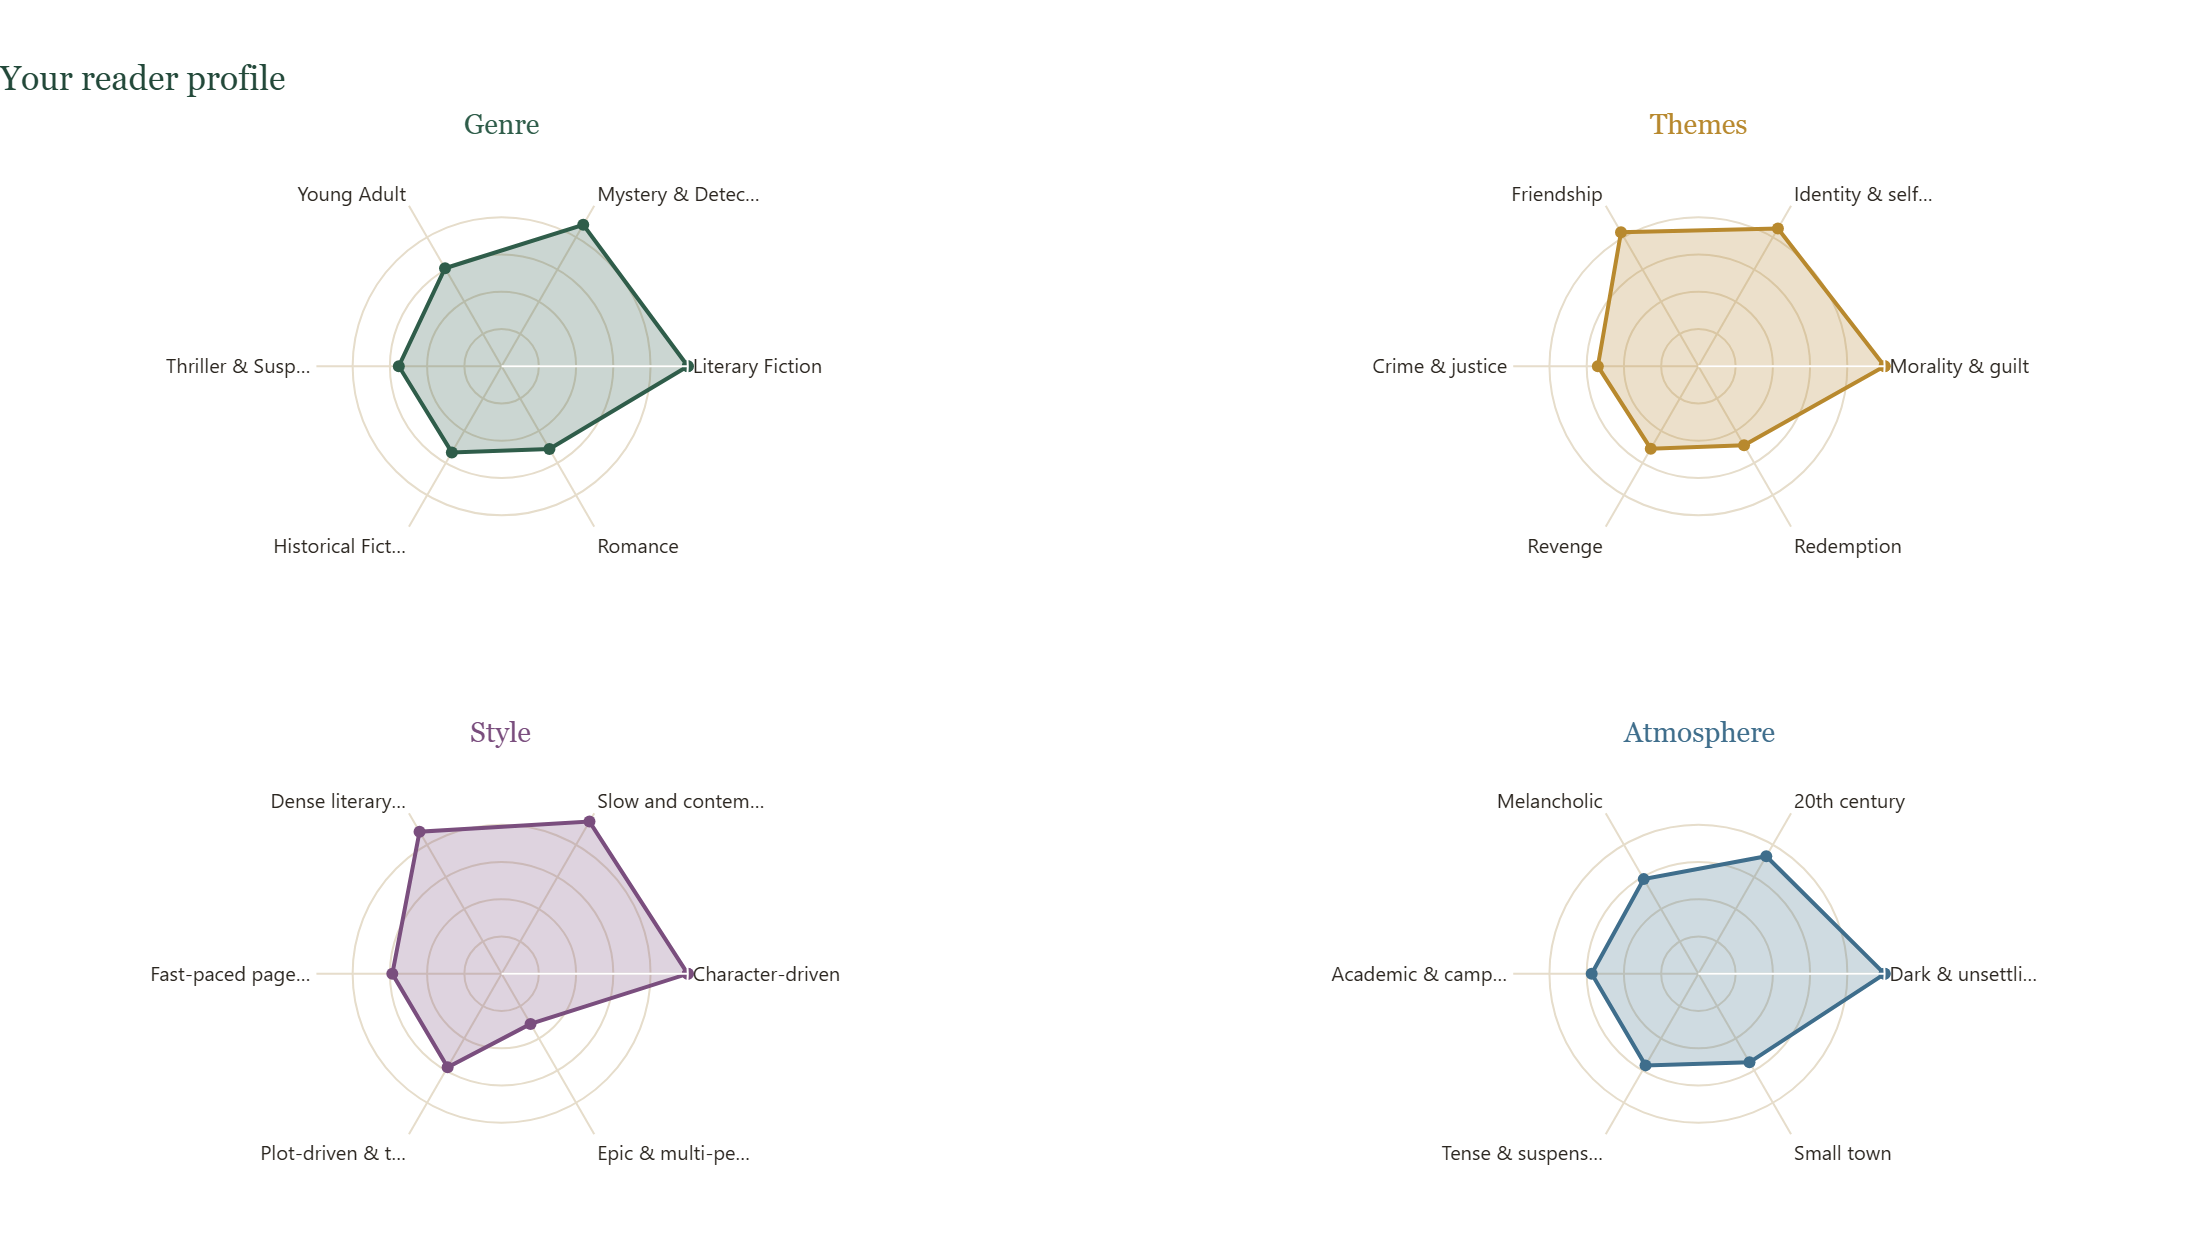 Your reader profile
Genre
Young Adult
Mystery & Detec...
Thriller & Susp...
Literary Fiction
Historical Fict...
Romance
Themes
Friendship
Identity & self...
Crime & justice
Morality & guilt
Revenge
Redemption
Style
Dense literary...
Slow and contem...
Fast-paced page...
Character-driven
Plot-driven & t...
Epic & multi-pe...
Atmosphere
Melancholic
20th century
Academic & camp...
Dark & unsettli...
Tense & suspens...
Small town